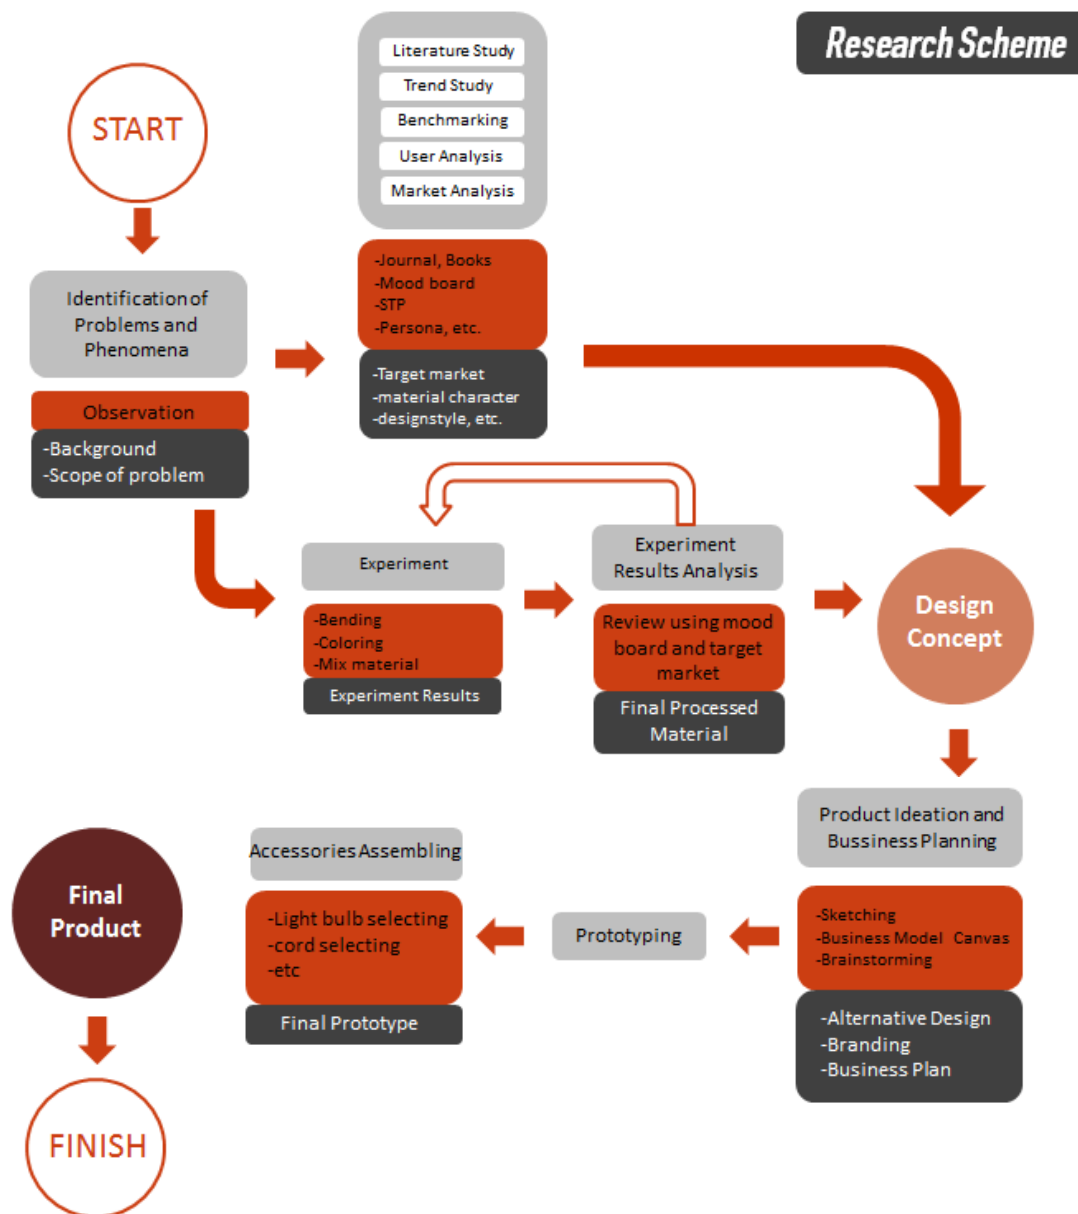 Research Scheme
START
Literature Study
Trend Study
Benchmarking
User Analysis
Market Analysis
-Journal, Books
-Mood board
-STP
-Persona, etc.
-Target market
-material character
-designstyle, etc.
Identification of
Problems and
Phenomena
Observation
-Background
-Scope of problem
Experiment
-Bending
-Coloring
-Mix material
Experiment Results
Experiment
Results Analysis
Review using mood
board and target
market
Final Processed
Material
Design
Concept
Product Ideation and
Bussiness Planning
-Sketching
-Business Model Canvas
-Brainstorming
-Alternative Design
-Branding
-Business Plan
Prototyping
Accessories Assembling
-Light bulb selecting
-cord selecting
-etc
Final Prototype
Final
Product
FINISH